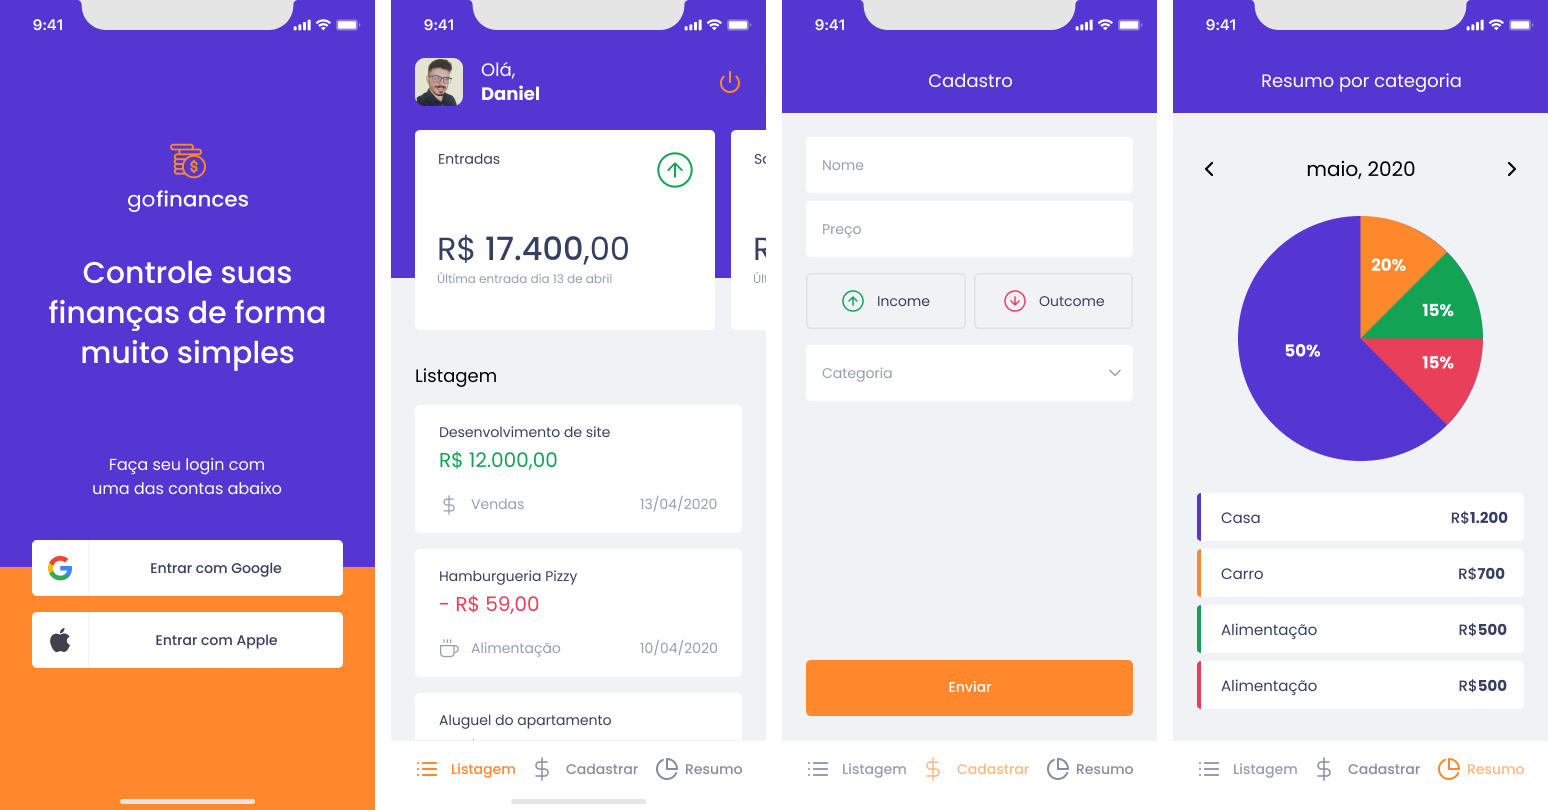 9:41
gofinances
Controle suas
finanças de forma
muito simples
Faça seu login com
uma das contas abaixo
Entrar com Google
Entrar com Apple
9:41
Olá,
Daniel
Entradas
R$ 17.400,00
Última entrada dia 13 de abril
R$
Listagem
Desenvolvimento de site
R$ 12.000,00
Vendas
13/04/2020
Hamburgueria Pizzy
- R$ 59,00
Alimentação
10/04/2020
Aluguel do apartamento
Listagem
Cadastrar
Resumo
9:41
Cadastro
Nome
Preço
Income
Outcome
Categoria
Enviar
Listagem
Cadastrar
Resumo
9:41
Resumo por categoria
maio, 2020
20%
15%
50%
15%
Casa
R$1.200
Carro
R$700
Alimentação
R$500
Alimentação
R$500
Listagem
Cadastrar
Resumo